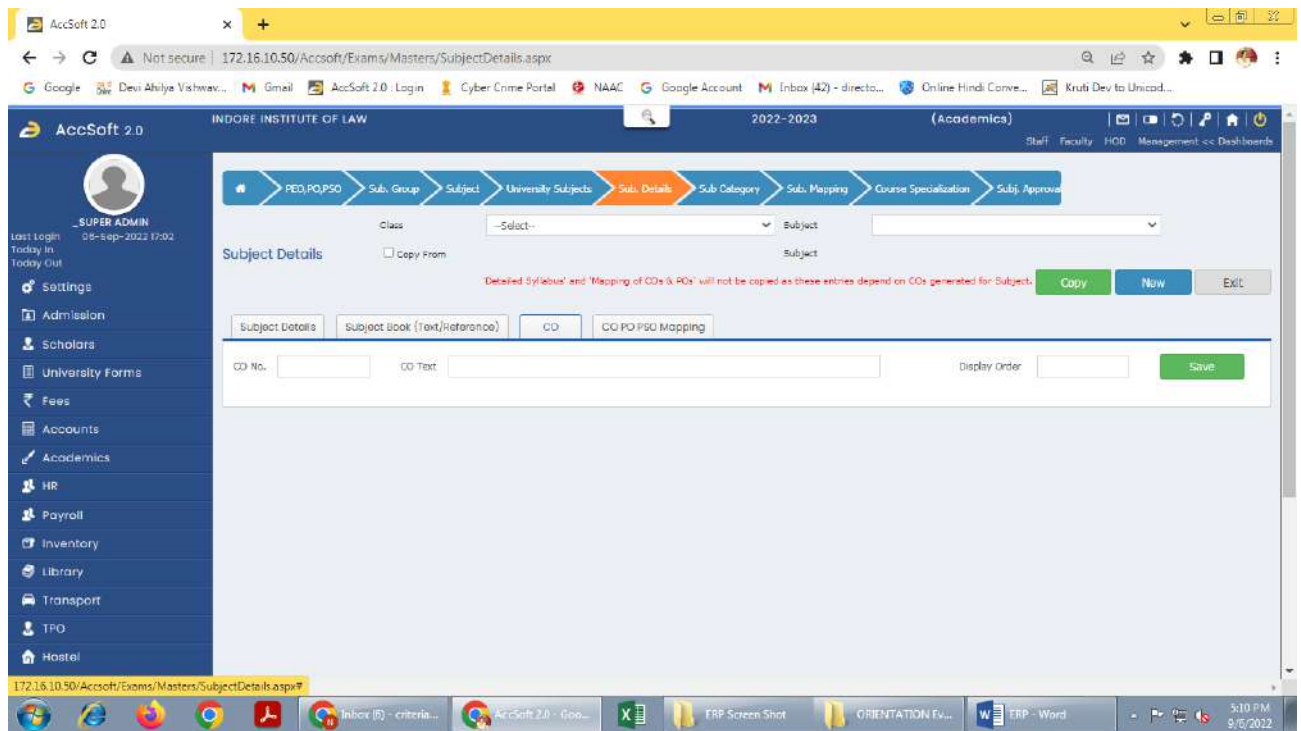 AccSoft 2.0
Not secure | 172.16.10.50/Accsoft/Exams/Masters/SubjectDetails.aspx
Google Devi Ahilya Vishwav... Gmail AccSoft 2.0 : Login Cyber Crime Portal NAAC Google Account Inbox (42) - directo... Online Hindi Conve... Kruti Dev to Unicod...
AccSoft 2.0 INDORE INSTITUTE OF LAW 2022-2023 (Academics)
Staff Faculty HOD Management << Dashboards
PEO,PO,PSO Sub. Group Subject University Subjects Sub. Details Sub Category Sub. Mapping Course Specialization Subj. Approval
_SUPER ADMIN
Last Login 06-Sep-2022 17:02
Today In
Today Out
Class --Select-- Subject
Subject Details Copy From Subject
'Detailed Syllabus' and 'Mapping of COs & POs' will not be copied as these entries depend on COs generated for Subject. Copy New Exit
Subject Details Subject Book (Text/Reference) CO CO PO PSO Mapping
CO No. CO Text Display Order Save
Settings
Admission
Scholars
University Forms
Fees
Accounts
Academics
HR
Payroll
Inventory
Library
Transport
TPO
Hostel
172.16.10.50/Accsoft/Exams/Masters/SubjectDetails.aspx#
Inbox (6) - criteria... AccSoft 2.0 - Goo... ERP Screen Shot ORIENTATION Ev... ERP - Word
5:10 PM
9/6/2022